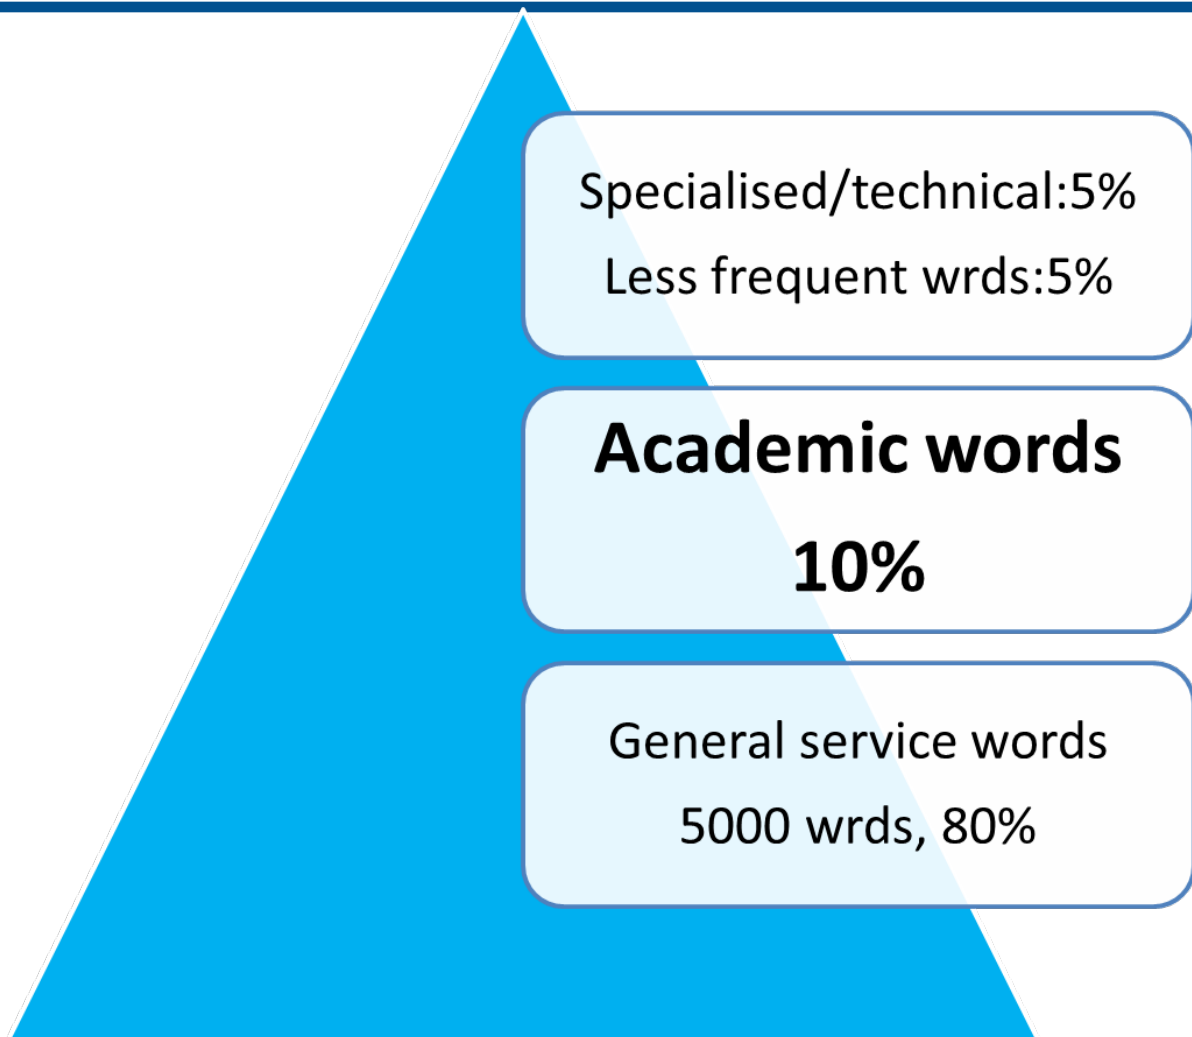 Specialised/technical:5%
Less frequent wrds:5%
Academic words
10%
General service words
5000 wrds, 80%